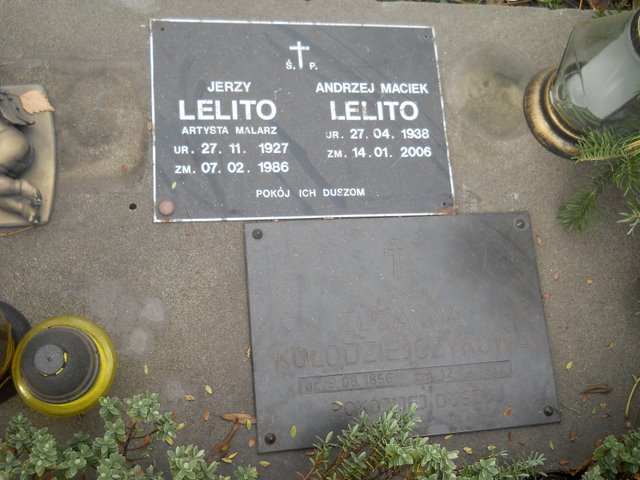 Ś. P.
JERZY
LELITO
ARTYSTA MALARZ
UR. 27. 11. 1927
ZM. 07. 02. 1986
ANDRZEJ MACIEK
LELITO
UR. 27. 04. 1938
ZM. 14. 01. 2006
POKÓJ ICH DUSZOM
ZUZANNA
KOŁODZIEJCZYKOWA
POKÓJ JEJ DUSZY